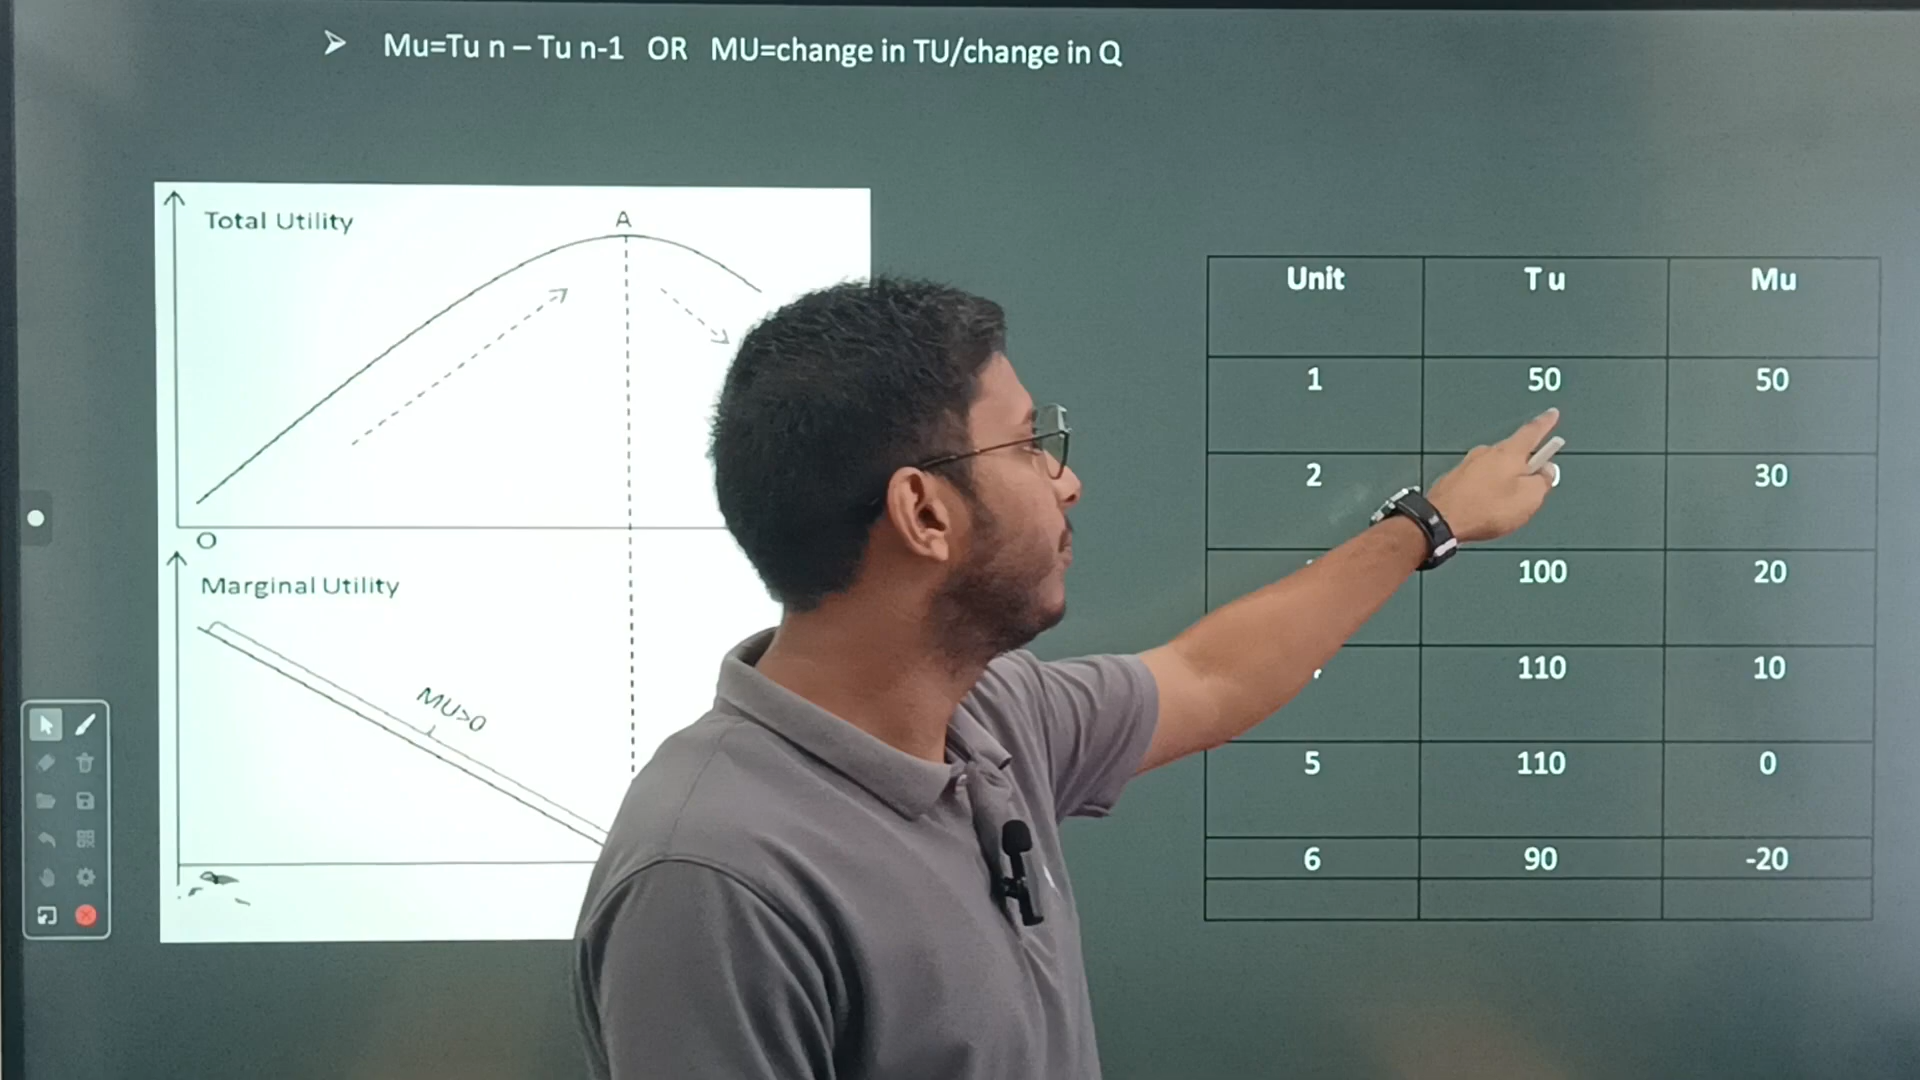 ➤ Mu=Tu n – Tu n-1 OR MU=change in TU/change in Q
Total Utility
A
O
Marginal Utility
MU>0
Unit T u Mu
1 50 50
2 30
100 20
110 10
5 110 0
6 90 -20